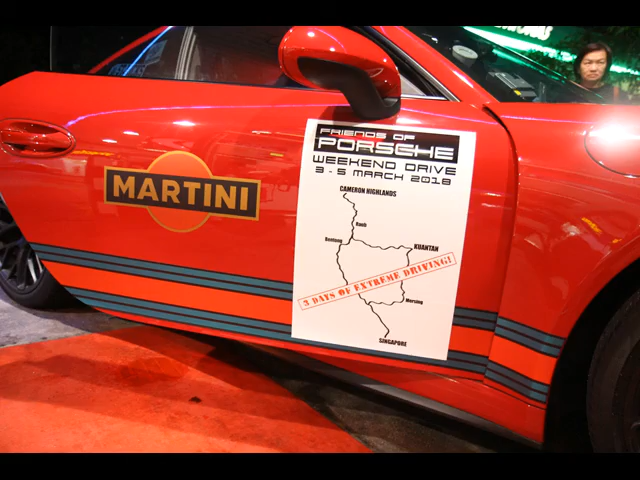 MARTINI
FRIENDS OF
PORSCHE
WEEKEND DRIVE
3 - 5 MARCH 2018
CAMERON HIGHLANDS
Raub
Bentong
KUANTAN
3 DAYS OF EXTREME DRIVING!
Mersing
SINGAPORE